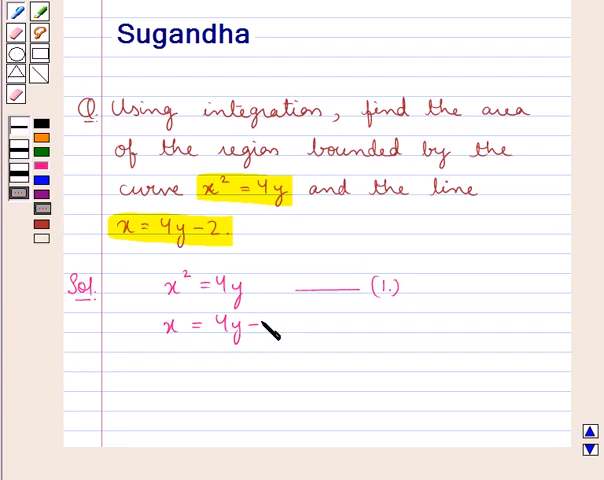 Sugandha
Q. Using integration, find the area
of the region bounded by the
curve x² = 4y and the line
x = 4y - 2.
Sol. x² = 4y ——— (1.)
x = 4y -